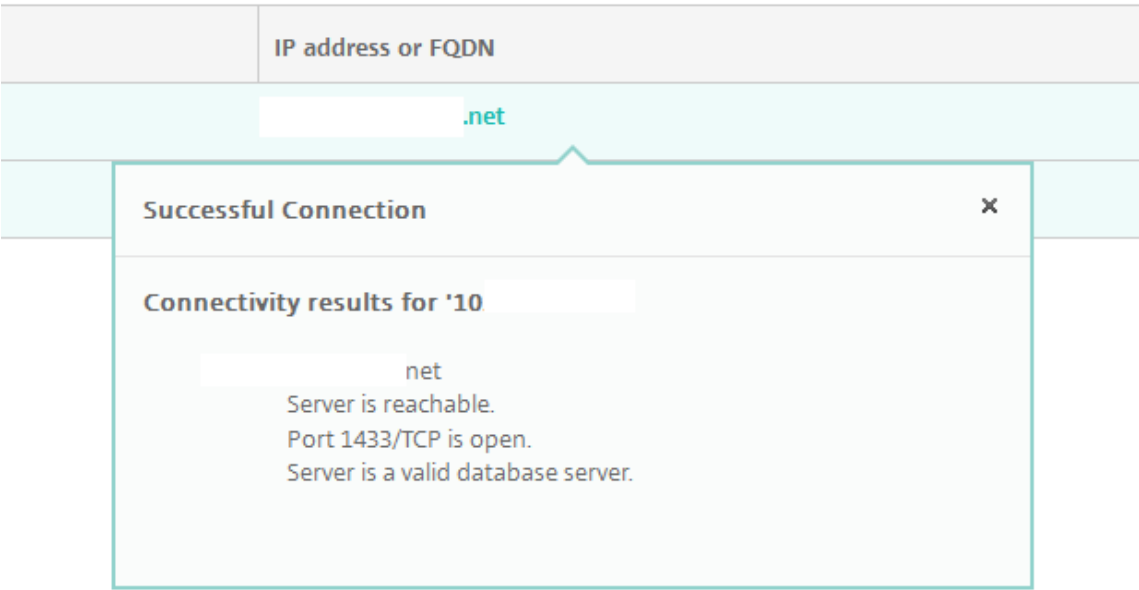 IP address or FQDN
.net
Successful Connection
×
Connectivity results for '10
net
Server is reachable.
Port 1433/TCP is open.
Server is a valid database server.